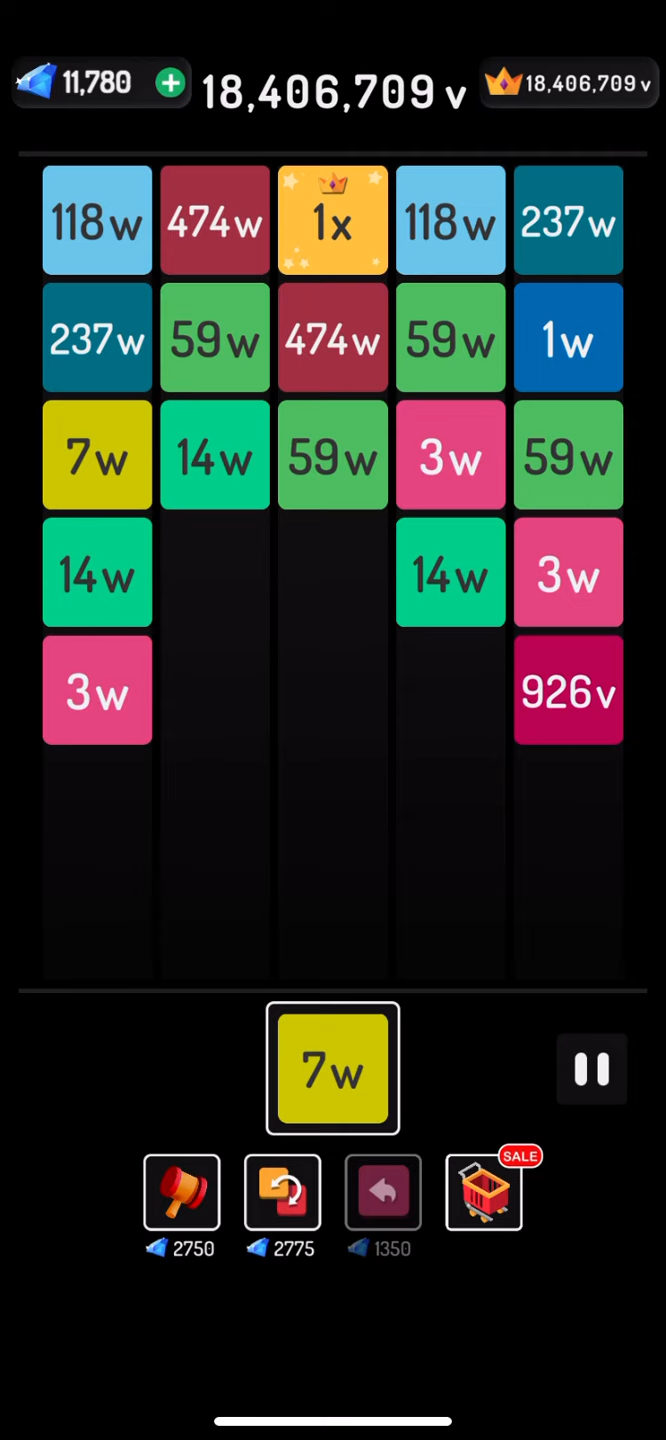 11,780 18,406,709 v 18,406,709 v
118 w 474 w 1x 118 w 237 w
237 w 59 w 474 w 59 w 1 w
7 w 14 w 59 w 3 w 59 w
14 w 14 w 3 w
3 w 926 v
7 w
SALE
2750 2775 1350